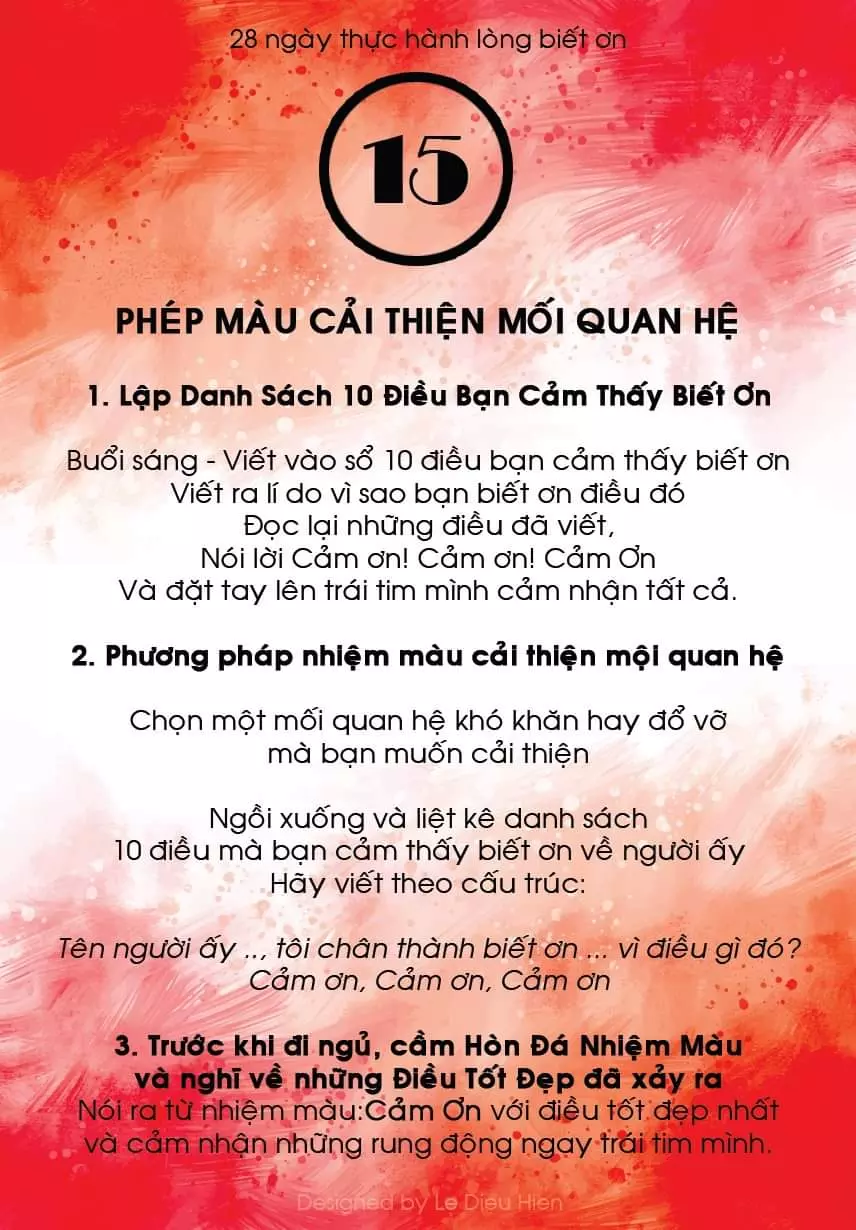 28 ngày thực hành lòng biết ơn
15
PHÉP MÀU CẢI THIỆN MỐI QUAN HỆ
1. Lập Danh Sách 10 Điều Bạn Cảm Thấy Biết Ơn
Buổi sáng - Viết vào sổ 10 điều bạn cảm thấy biết ơn
Viết ra lí do vì sao bạn biết ơn điều đó
Đọc lại những điều đã viết,
Nói lời Cảm ơn! Cảm ơn! Cảm Ơn
Và đặt tay lên trái tim mình cảm nhận tất cả.
2. Phương pháp nhiệm màu cải thiện mội quan hệ
Chọn một mối quan hệ khó khăn hay đổ vỡ
mà bạn muốn cải thiện
Ngồi xuống và liệt kê danh sách
10 điều mà bạn cảm thấy biết ơn về người ấy
Hãy viết theo cấu trúc:
Tên người ấy .., tôi chân thành biết ơn ... vì điều gì đó?
Cảm ơn, Cảm ơn, Cảm ơn
3. Trước khi đi ngủ, cầm Hòn Đá Nhiệm Màu
và nghĩ về những Điều Tốt Đẹp đã xảy ra
Nói ra từ nhiệm màu:Cảm Ơn với điều tốt đẹp nhất
và cảm nhận những rung động ngay trái tim mình.
Designed by Le Dieu Hien